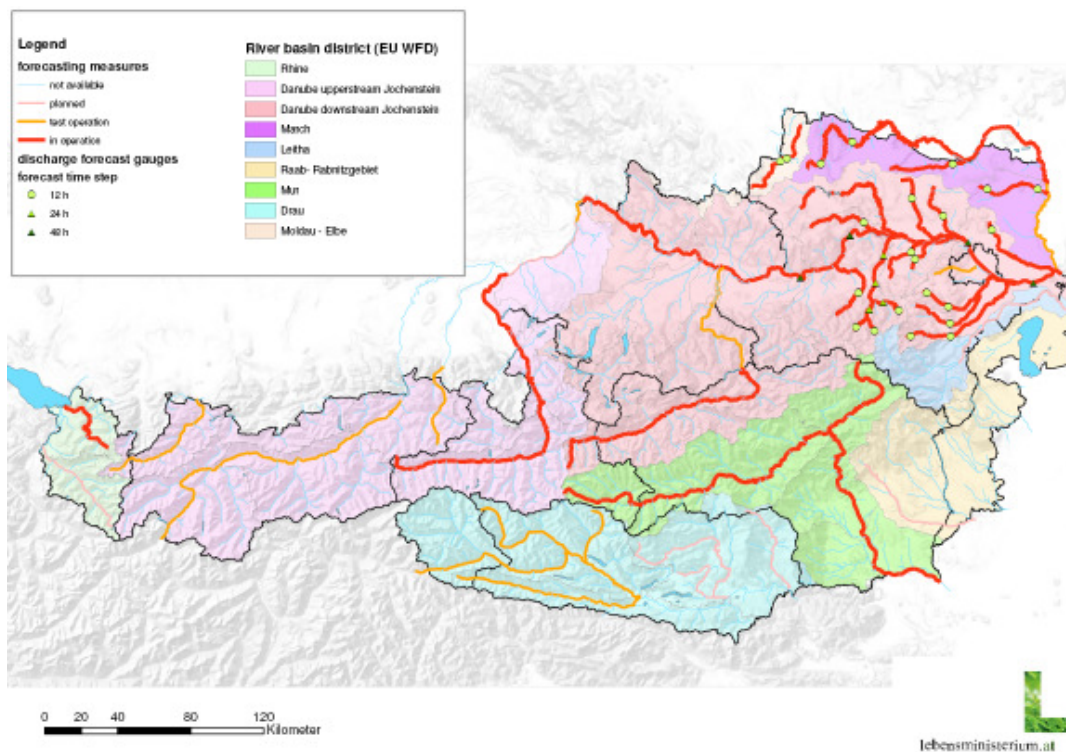 Legend
forecasting measures
not available
planned
test operation
in operation
discharge forecast gauges
forecast time step
12 h
24 h
48 h
River basin district (EU WFD)
Rhine
Danube upperstream Jochenstein
Danube downstream Jochenstein
March
Leitha
Raab- Rabnitzgebiet
Mur
Drau
Moldau - Elbe
0 20 40 80 120
Kilometer
lebensministerium.at